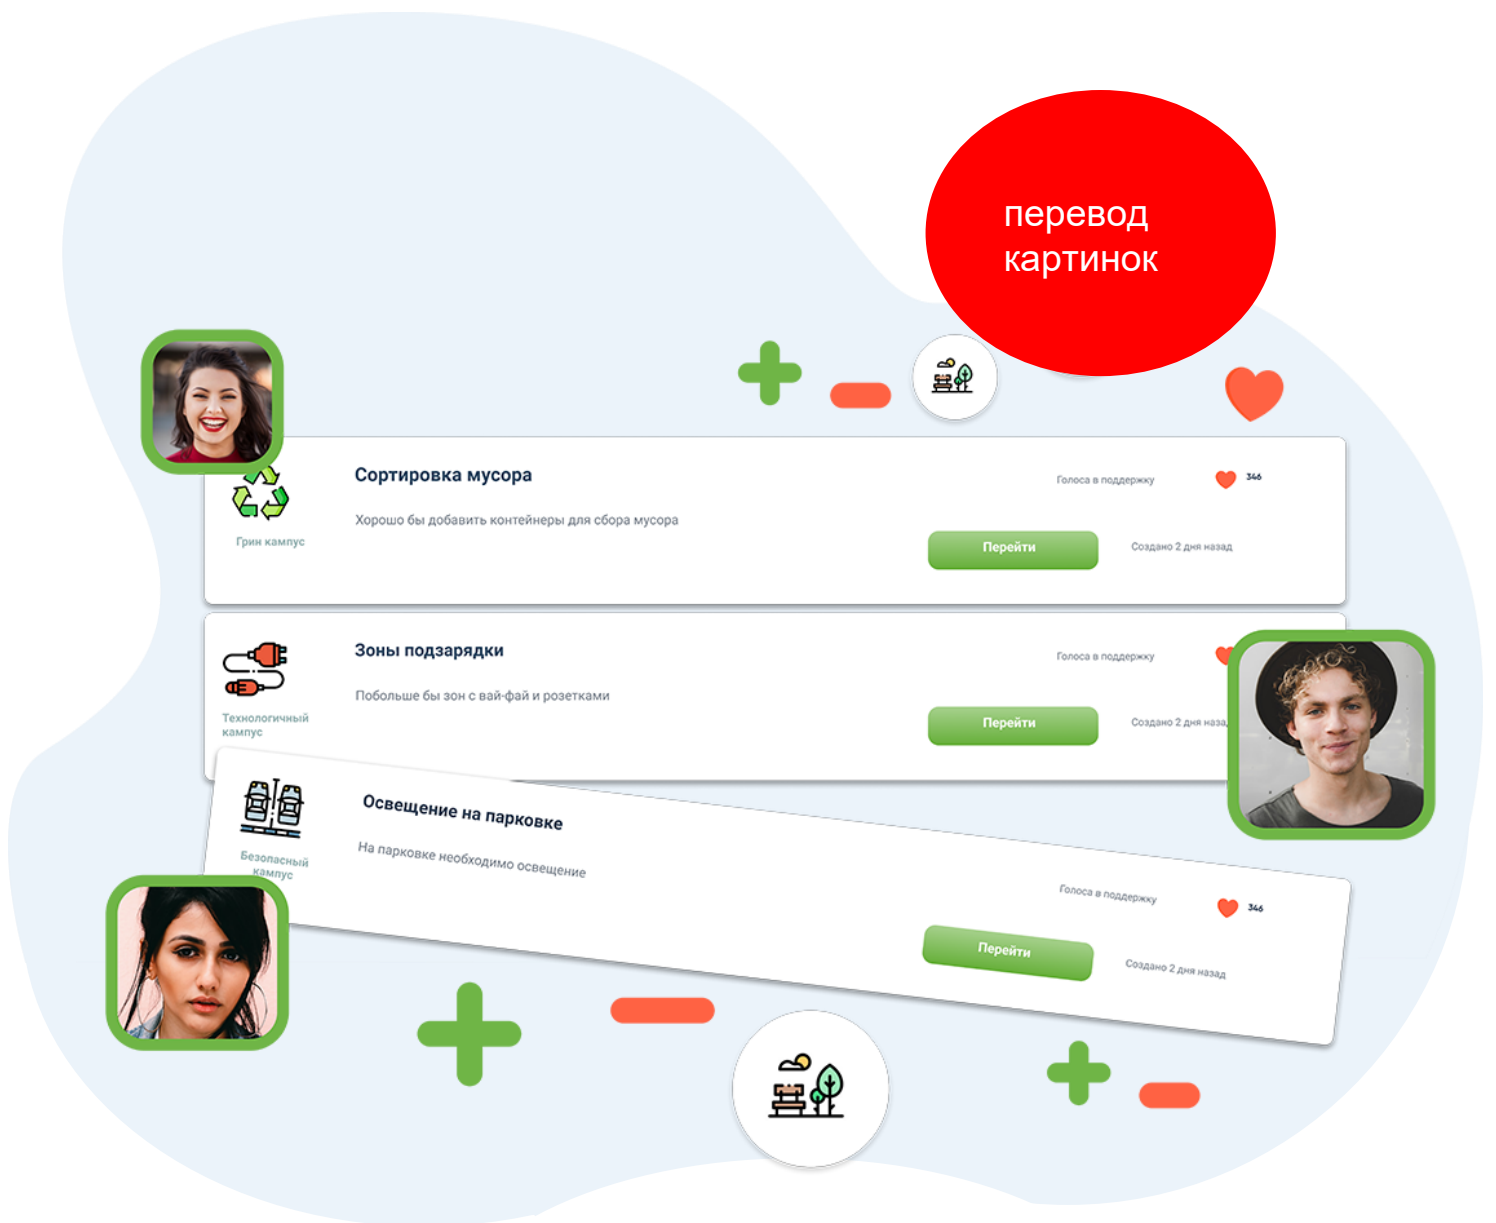 перевод
картинок
Сортировка мусора
Голоса в поддержку
346
Хорошо бы добавить контейнеры для сбора мусора
Грин кампус
Перейти
Создано 2 дня назад
Зоны подзарядки
Голоса в поддержку
Побольше бы зон с вай-фай и розетками
Технологичный
кампус
Перейти
Создано 2 дня наза
Освещение на парковке
На парковке необходимо освещение
Безопасный
кампус
Голоса в поддержку
346
Перейти
Создано 2 дня назад